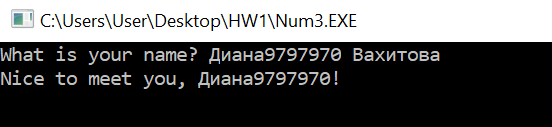 C:\Users\User\Desktop\HW1\Num3.EXE
What is your name? Диана9797970 Вахитова
Nice to meet you, Диана9797970!